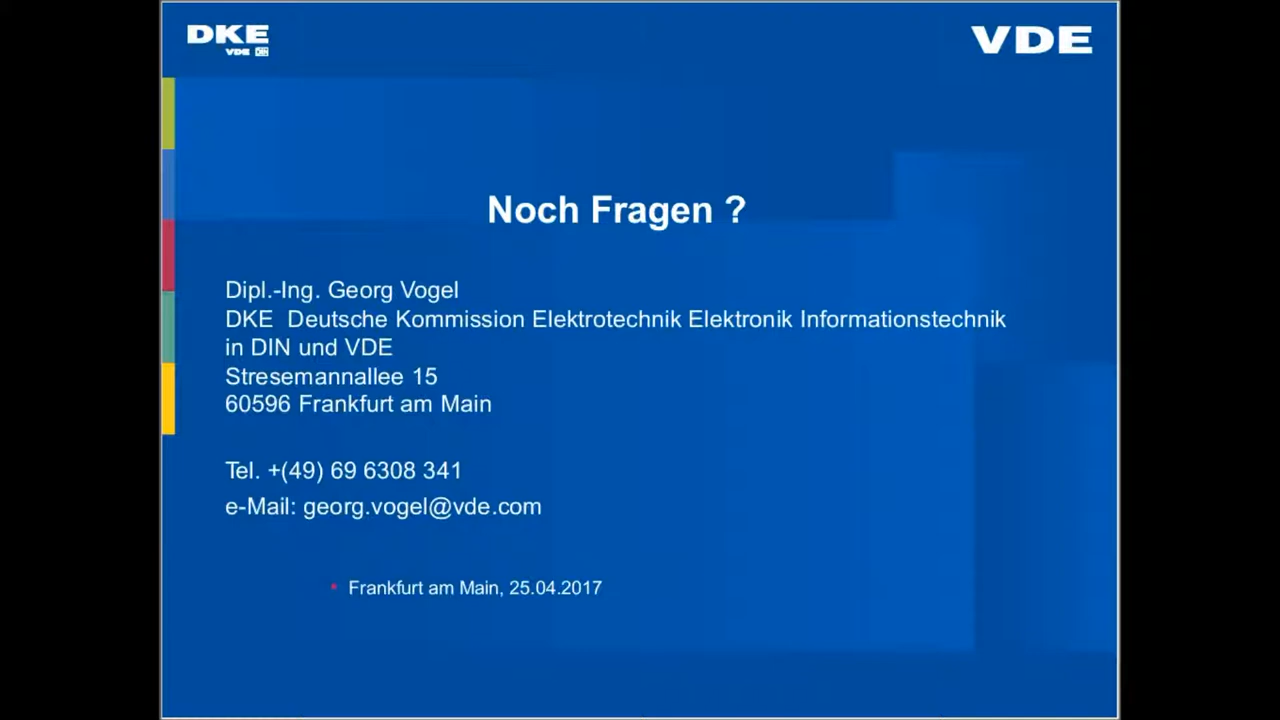 DKE
VDE DIN
VDE
Noch Fragen ?
Dipl.-Ing. Georg Vogel
DKE  Deutsche Kommission Elektrotechnik Elektronik Informationstechnik
in DIN und VDE
Stresemannallee 15
60596 Frankfurt am Main
Tel. +(49) 69 6308 341
e-Mail: georg.vogel@vde.com
▪ Frankfurt am Main, 25.04.2017